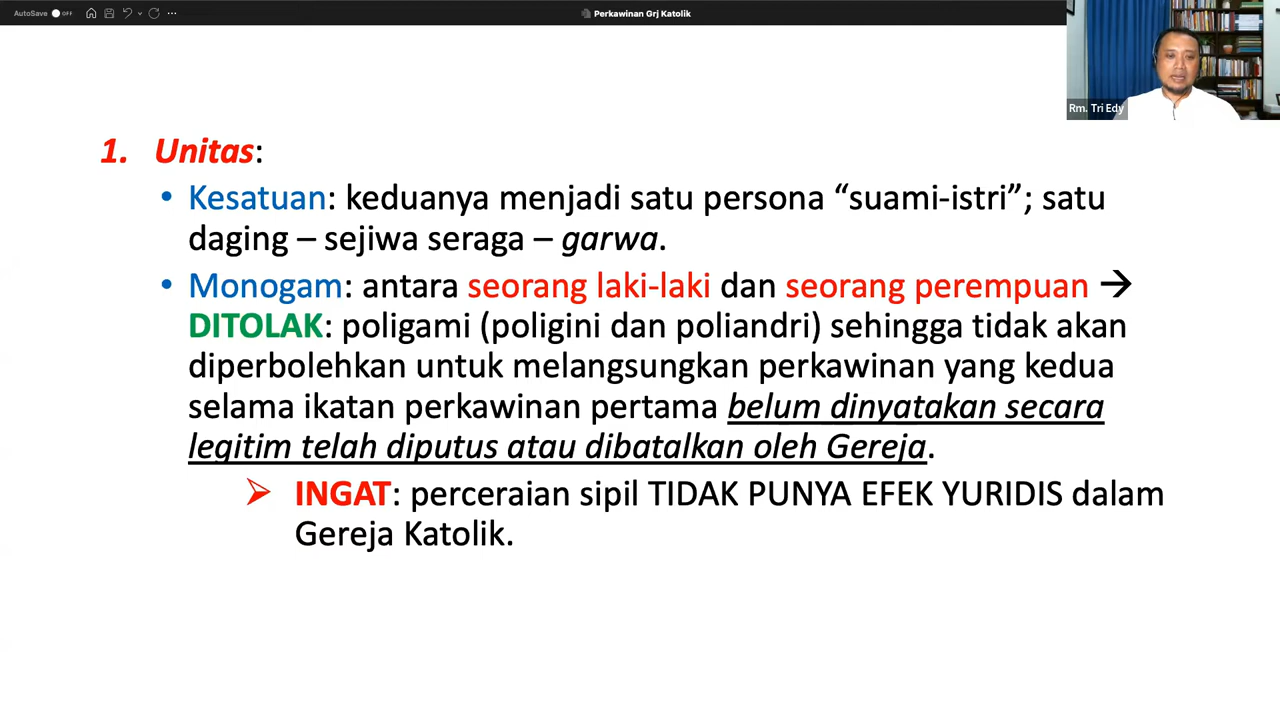 AutoSave OFF
Perkawinan Grj Katolik
Rm. Tri Edy
1. Unitas:
• Kesatuan: keduanya menjadi satu persona “suami-istri”; satu
daging – sejiwa seraga – garwa.
• Monogam: antara seorang laki-laki dan seorang perempuan →
DITOLAK: poligami (poligini dan poliandri) sehingga tidak akan
diperbolehkan untuk melangsungkan perkawinan yang kedua
selama ikatan perkawinan pertama belum dinyatakan secara
legitim telah diputus atau dibatalkan oleh Gereja.
➢ INGAT: perceraian sipil TIDAK PUNYA EFEK YURIDIS dalam
Gereja Katolik.